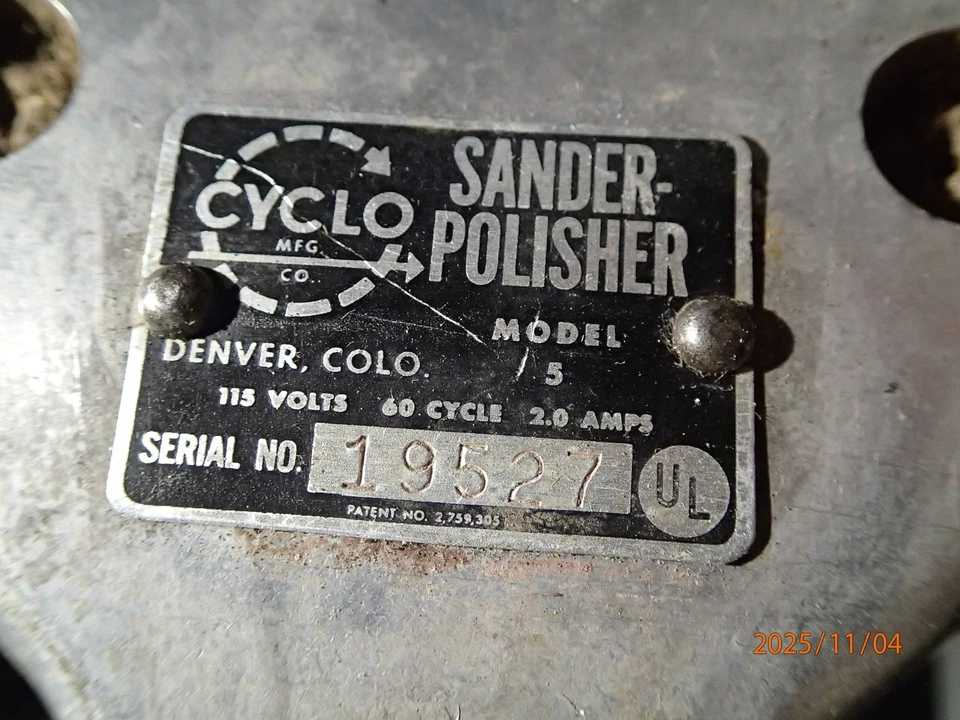 CYCLO
MFG.
CO.
SANDER-
POLISHER
MODEL
5
DENVER, COLO.
115 VOLTS 60 CYCLE 2.0 AMPS
SERIAL NO. 19527
UL
PATENT NO. 2,759,305
2025/11/04